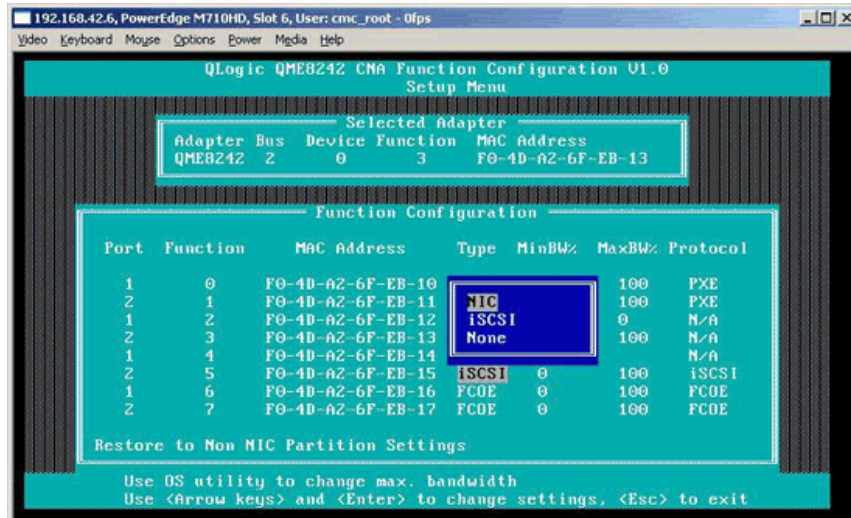 192.168.42.6, PowerEdge M710HD, Slot 6, User: cmc_root - 0fps
Video Keyboard Mouse Options Power Media Help
QLogic QME8242 CNA Function Configuration V1.0
Setup Menu
Selected Adapter
Adapter Bus Device Function MAC Address
QME8242 2 0 3 F0-4D-A2-6F-EB-13
Function Configuration
Port Function MAC Address Type MinBW% MaxBW% Protocol
1 0 F0-4D-A2-6F-EB-10 100 PXE
2 1 F0-4D-A2-6F-EB-11 NIC 100 PXE
1 2 F0-4D-A2-6F-EB-12 iSCSI 0 N/A
2 3 F0-4D-A2-6F-EB-13 None 100 N/A
1 4 F0-4D-A2-6F-EB-14 N/A
2 5 F0-4D-A2-6F-EB-15 iSCSI 0 100 iSCSI
1 6 F0-4D-A2-6F-EB-16 FCOE 0 100 FCOE
2 7 F0-4D-A2-6F-EB-17 FCOE 0 100 FCOE
Restore to Non NIC Partition Settings
Use OS utility to change max. bandwidth
Use <Arrow keys> and <Enter> to change settings, <Esc> to exit